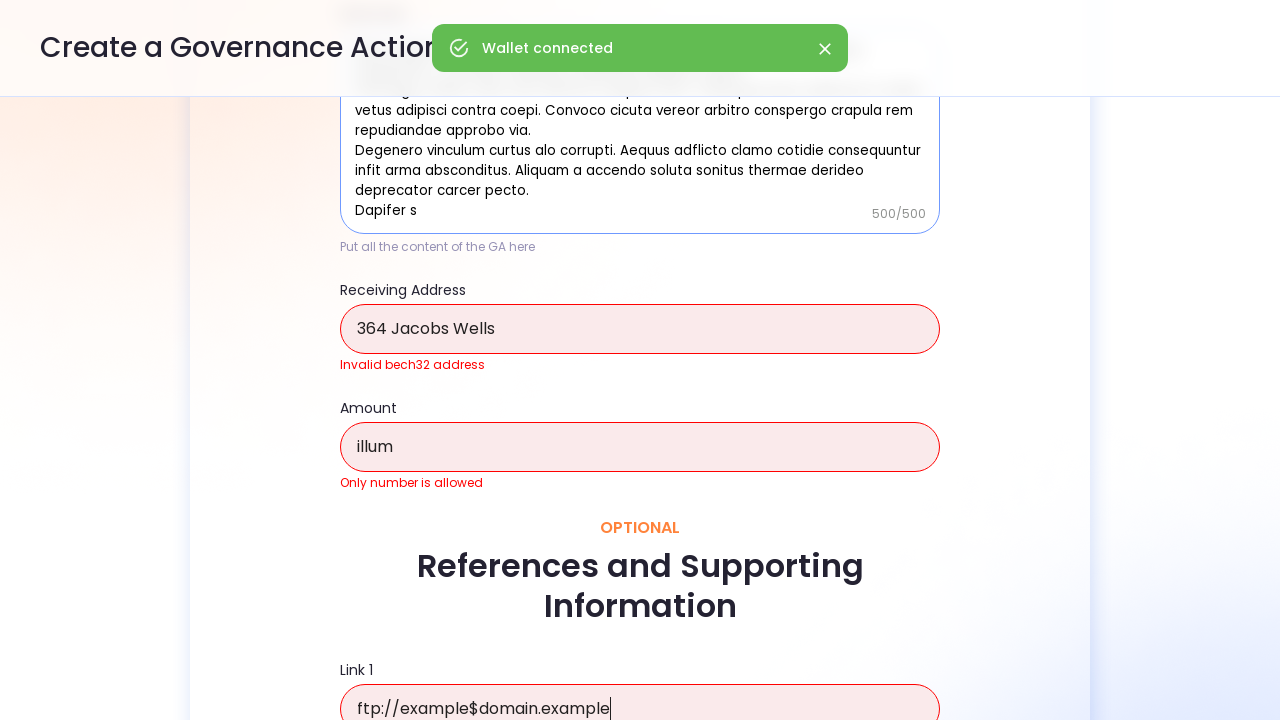 Create a Governance Action
Wallet connected
vetus adipisci contra coepi. Convoco cicuta vereor arbitro conspergo crapula rem
repudiandae approbo via.
Degenero vinculum curtus alo corrupti. Aequus adflicto clamo cotidie consequuntur
infit arma absconditus. Aliquam a accendo soluta sonitus thermae derideo
deprecator carcer pecto.
Dapifer s
500/500
Put all the content of the GA here
Receiving Address
364 Jacobs Wells
Invalid bech32 address
Amount
illum
Only number is allowed
OPTIONAL
References and Supporting
Information
Link 1
ftp://example$domain.example